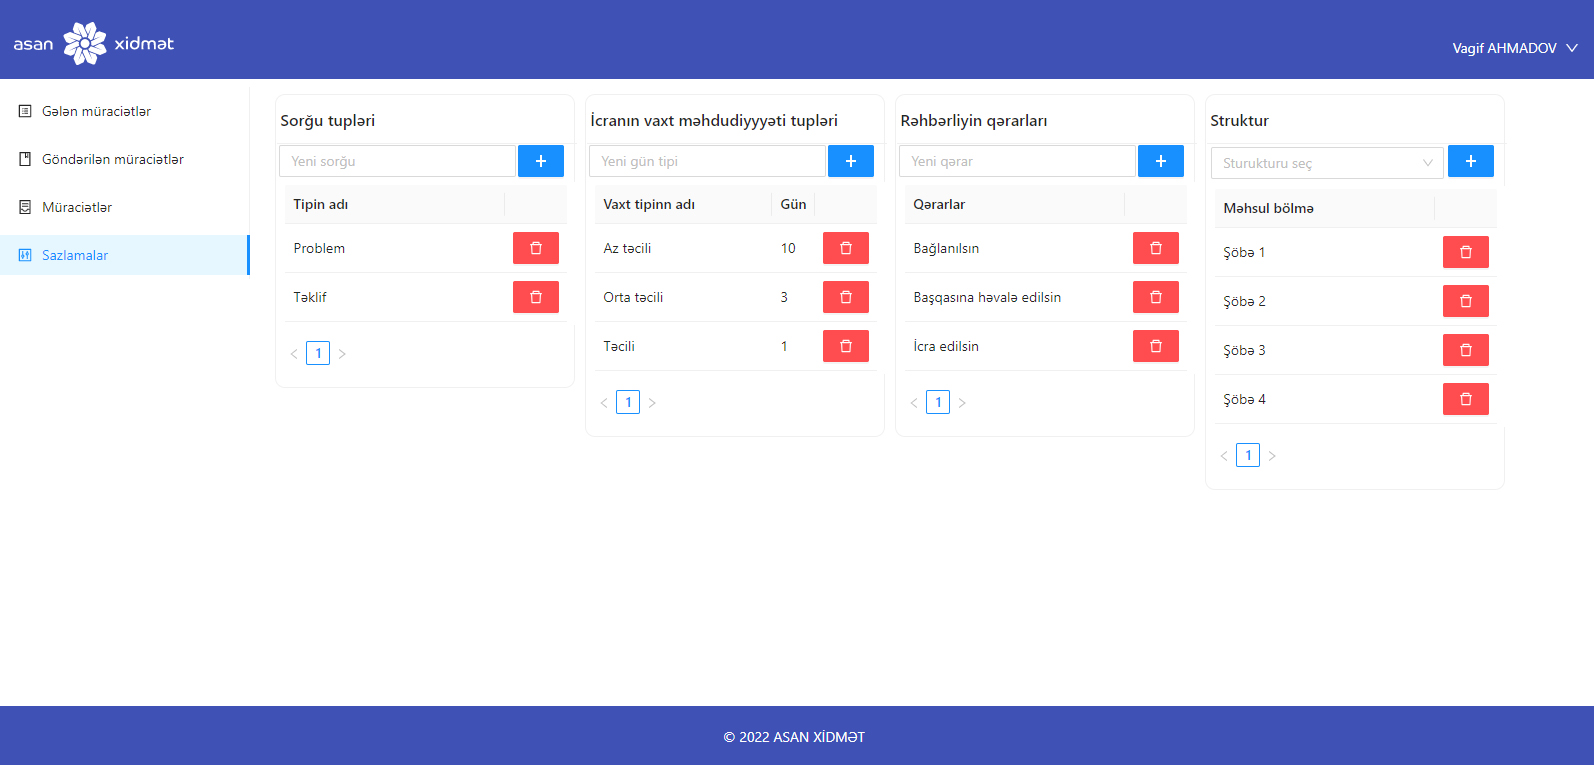 asan xidmət
Vagif AHMADOV
Gələn müraciətlər
Göndərilən müraciətlər
Müraciətlər
Sazlamalar
Sorğu tupləri
Yeni sorğu
Tipin adı
Problem
Təklif
1
İcranın vaxt məhdudiyyyəti tupləri
Yeni gün tipi
Vaxt tipinn adı Gün
Az təcili 10
Orta təcili 3
Təcili 1
1
Rəhbərliyin qərarları
Yeni qərar
Qərarlar
Bağlanılsın
Başqasına həvalə edilsin
İcra edilsin
1
Struktur
Sturukturu seç
Məhsul bölmə
Şöbə 1
Şöbə 2
Şöbə 3
Şöbə 4
1
© 2022 ASAN XİDMƏT